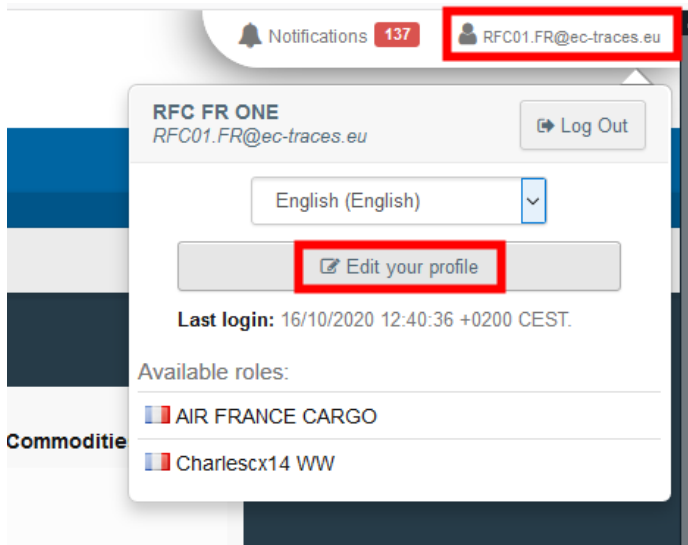 Notifications 137 RFC01.FR@ec-traces.eu
RFC FR ONE
RFC01.FR@ec-traces.eu
Log Out
English (English)
Edit your profile
Last login: 16/10/2020 12:40:36 +0200 CEST.
Available roles:
AIR FRANCE CARGO
Commoditie
Charlescx14 WW